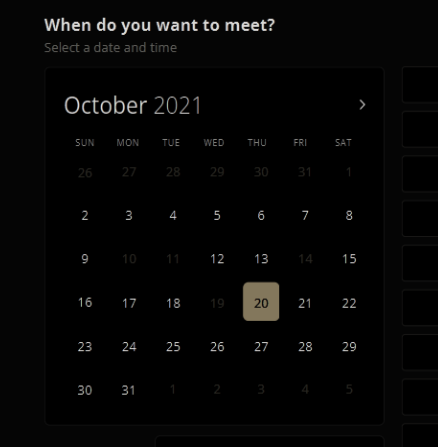 When do you want to meet?
Select a date and time
October 2021 ›
SUN MON TUE WED THU FRI SAT
26 27 28 29 30 31 1
2 3 4 5 6 7 8
9 10 11 12 13 14 15
16 17 18 19 20 21 22
23 24 25 26 27 28 29
30 31 1 2 3 4 5